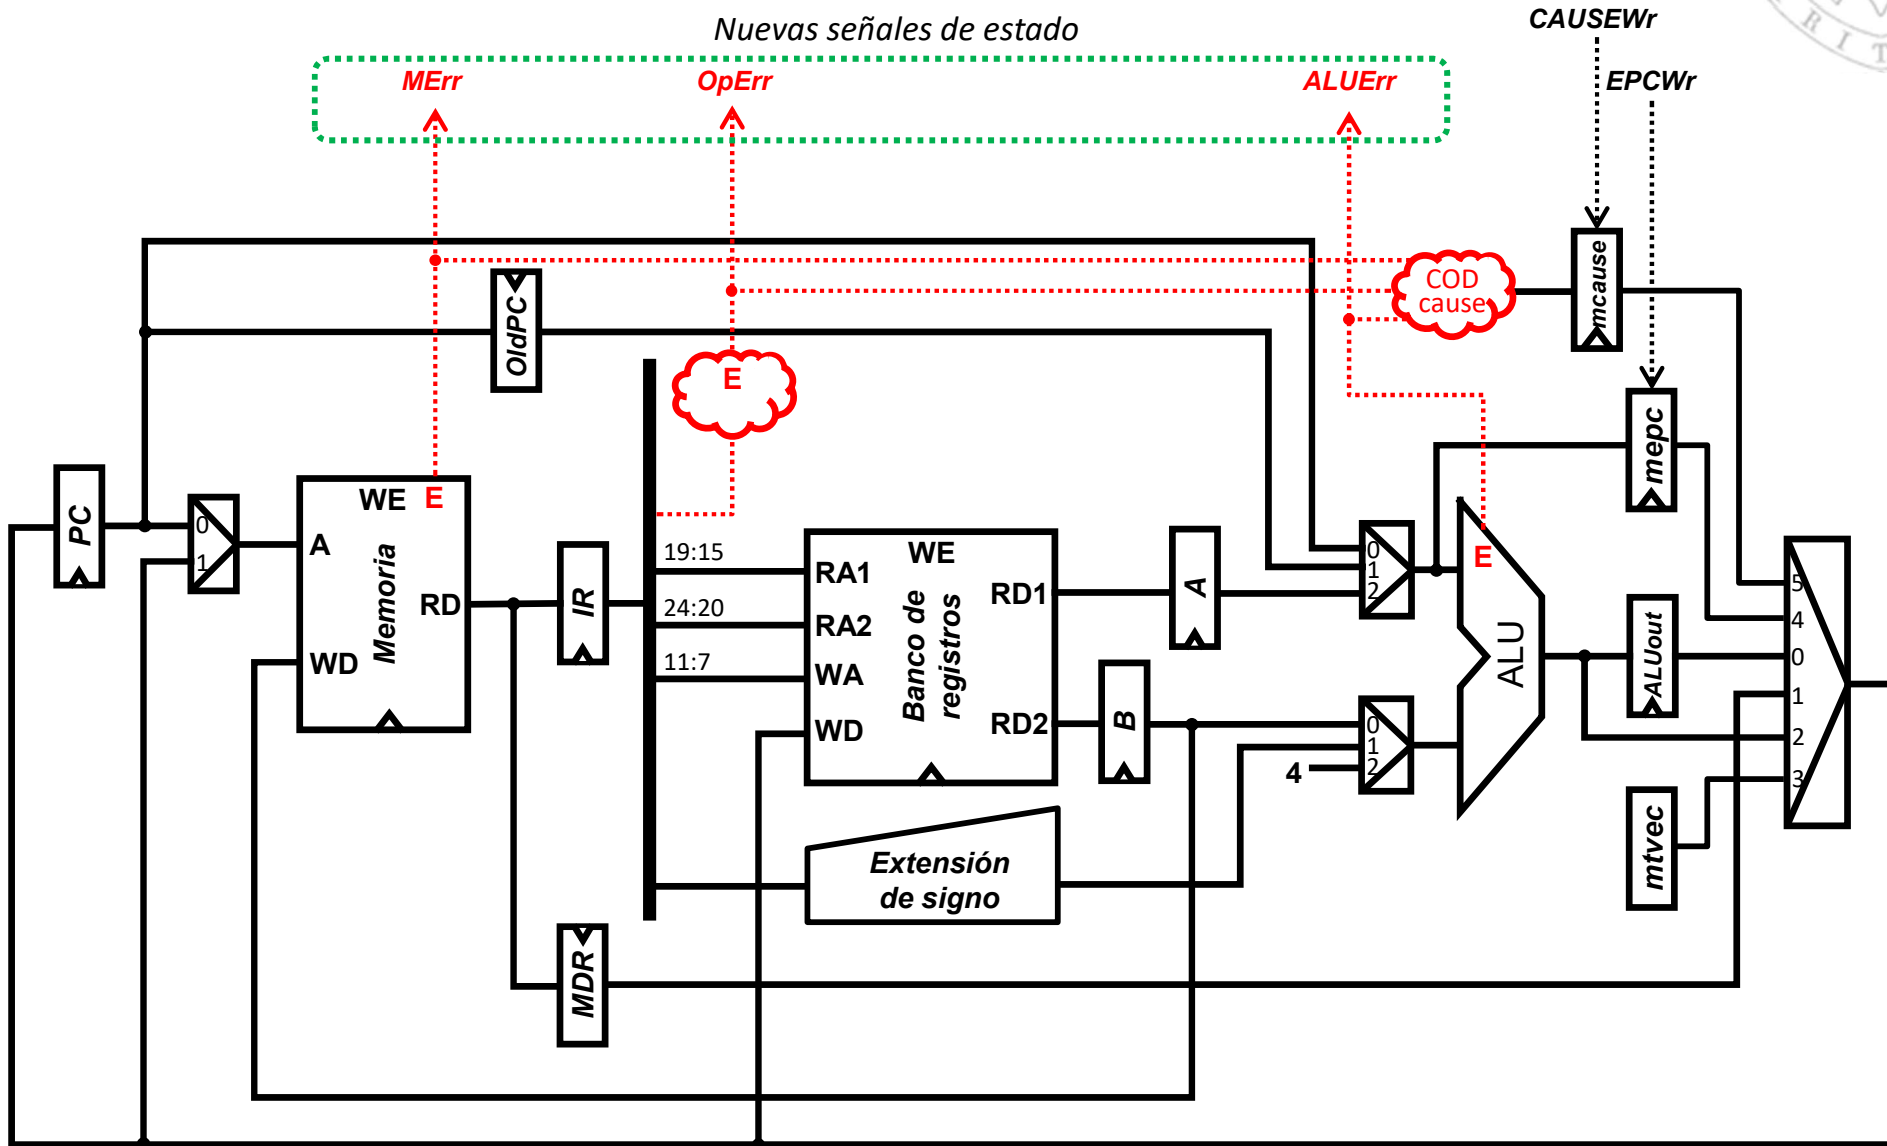 Nuevas señales de estado
CAUSEWr
MErr
OpErr
ALUErr
EPCWr
COD
cause
mcause
OldPC
E
mepc
PC
0
1
WE
E
A
Memoria
RD
WD
IR
19:15
24:20
11:7
WE
RA1
RA2
WA
WD
Banco de
registros
RD1
RD2
A
B
0
1
2
0
1
2
4
E
ALU
ALUout
mtvec
5
4
0
1
2
3
Extensión
de signo
MDR
R
I
T